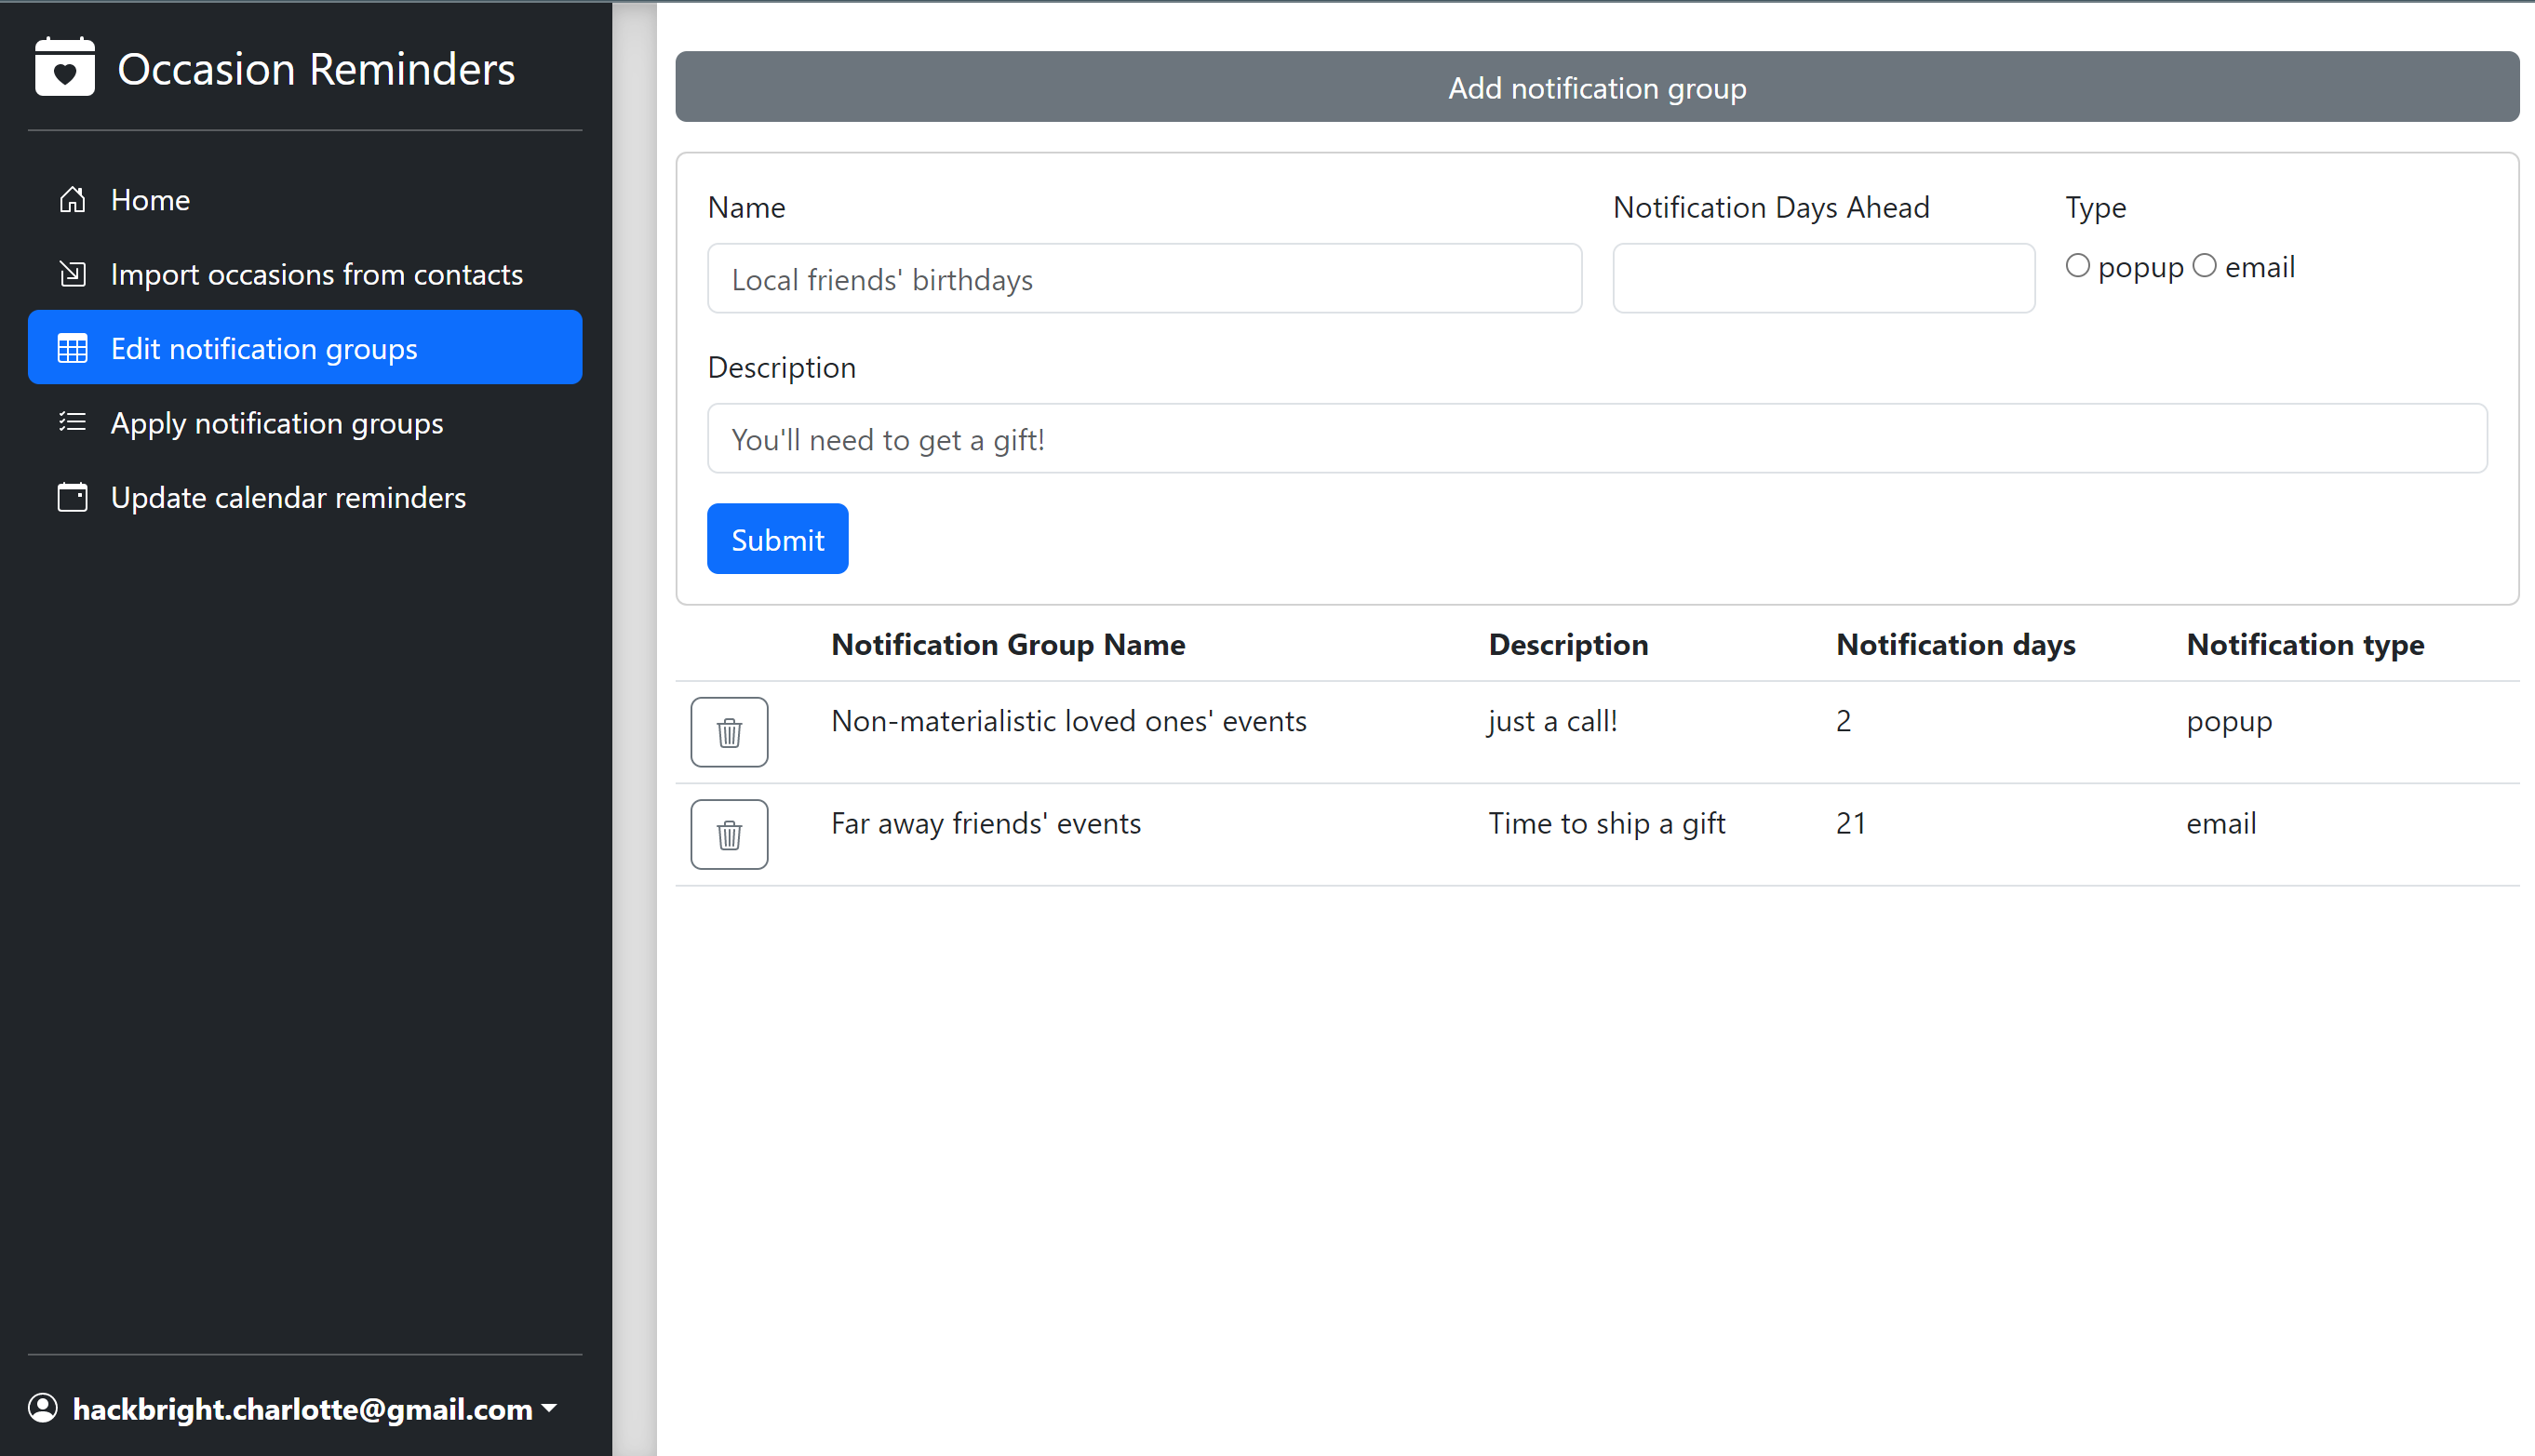 Occasion Reminders
Home
Import occasions from contacts
Edit notification groups
Apply notification groups
Update calendar reminders
hackbright.charlotte@gmail.com
Add notification group
Name Notification Days Ahead Type
Local friends' birthdays popup email
Description
You'll need to get a gift!
Submit
Notification Group Name Description Notification days Notification type
Non-materialistic loved ones' events just a call! 2 popup
Far away friends' events Time to ship a gift 21 email